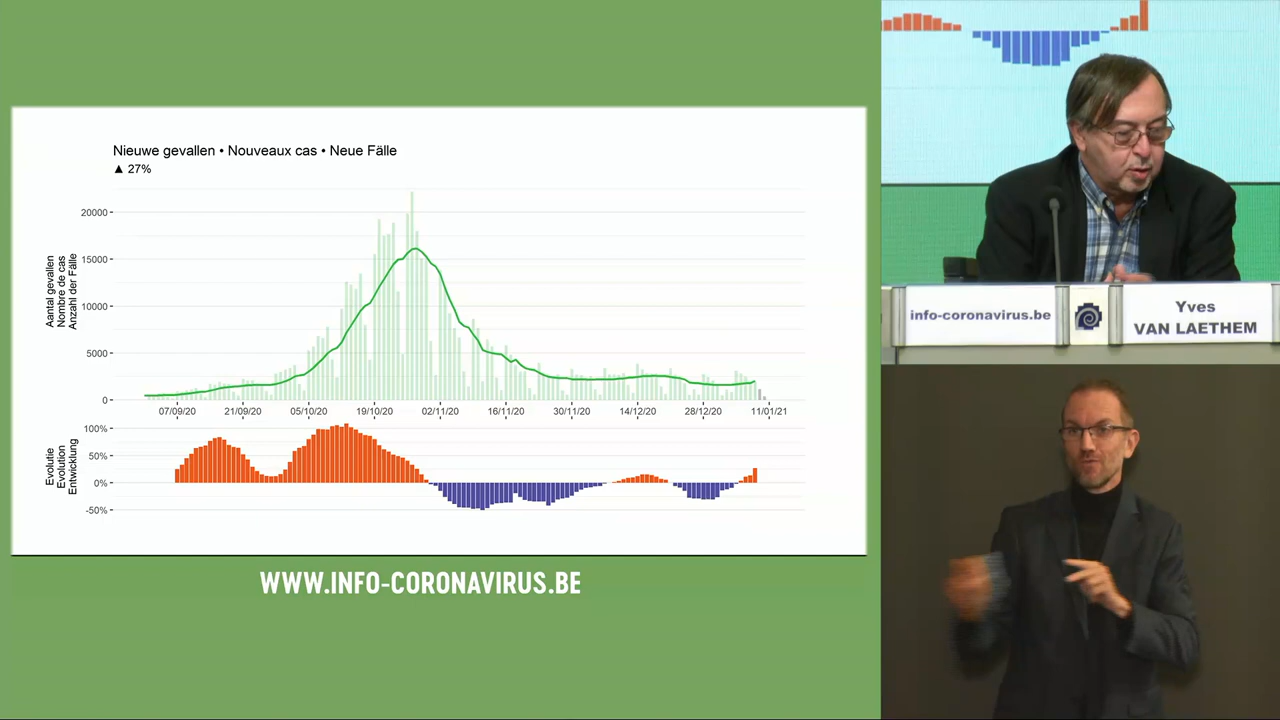 Nieuwe gevallen • Nouveaux cas • Neue Fälle
▲ 27%
Aantal gevallen
Nombre de cas
Anzahl der Fälle
20000
15000
10000
5000
0
07/09/20 21/09/20 05/10/20 19/10/20 02/11/20 16/11/20 30/11/20 14/12/20 28/12/20 11/01/21
Evolutie
Evolution
Entwicklung
100%
50%
0%
-50%
WWW.INFO-CORONAVIRUS.BE
info-coronavirus.be
Yves
VAN LAETHEM